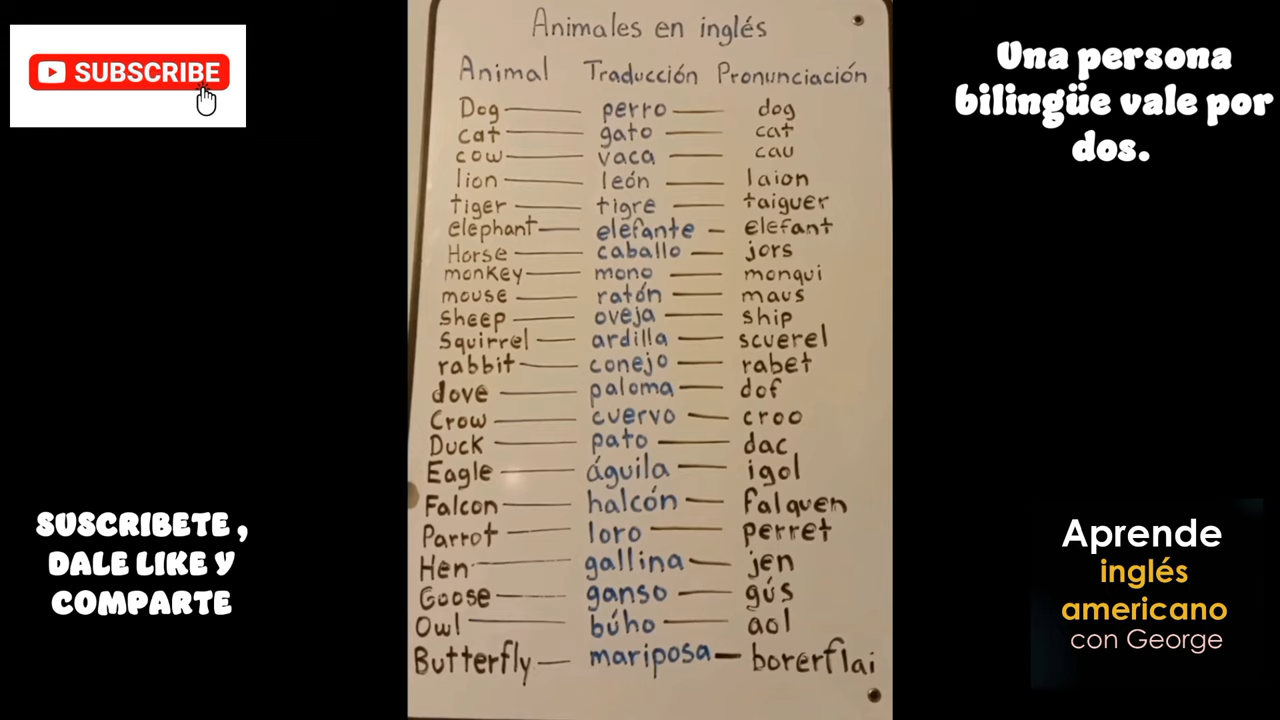 SUBSCRIBE
Una persona
bilingüe vale por
dos.
Animales en inglés
Animal Traducción Pronunciación
Dog perro dog
cat gato cat
cow vaca cau
lion león laion
tiger tigre taiguer
elephant elefante elefant
Horse caballo jors
monkey mono monqui
mouse ratón maus
sheep oveja ship
Squirrel ardilla scuerel
rabbit conejo rabet
dove paloma dof
Crow cuervo croo
Duck pato dac
Eagle águila igol
Falcon halcón falquen
Parrot loro perret
Hen gallina jen
Goose ganso gús
Owl búho aol
Butterfly mariposa borerflai
SUSCRIBETE ,
DALE LIKE Y
COMPARTE
Aprende
inglés
americano
con George